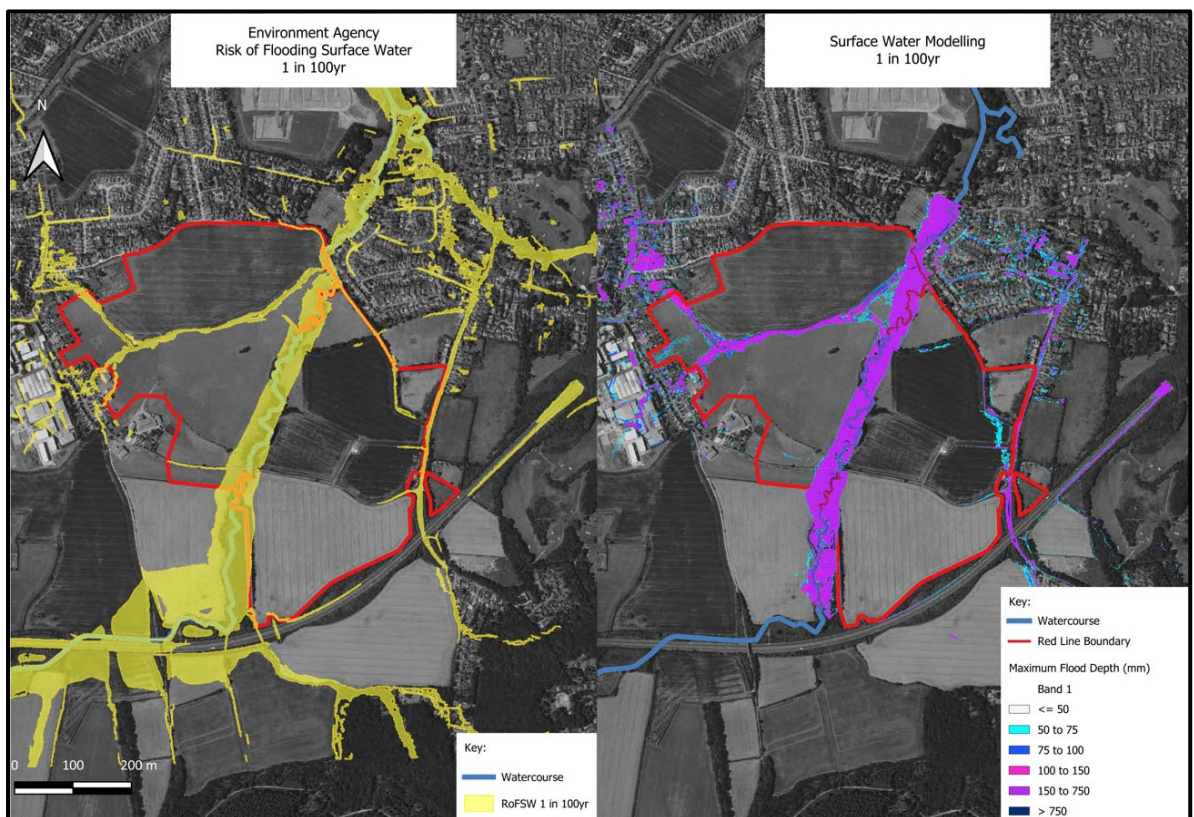 Environment Agency
Risk of Flooding Surface Water
1 in 100yr
Surface Water Modelling
1 in 100yr
N
0 100 200 m
Key:
Watercourse
RoFSW 1 in 100yr
Key:
Watercourse
Red Line Boundary
Maximum Flood Depth (mm)
Band 1
<= 50
50 to 75
75 to 100
100 to 150
150 to 750
> 750